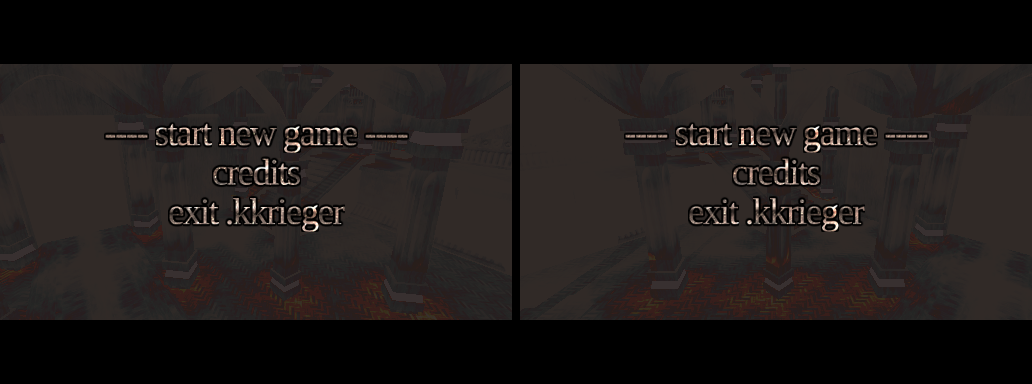 ---- start new game ----
credits
exit .kkrieger
---- start new game ----
credits
exit .kkrieger